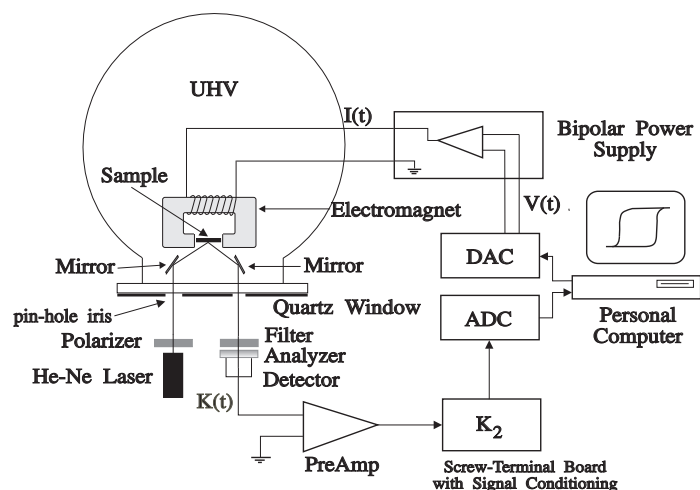 UHV
I(t)
Bipolar Power
Supply
Sample
Electromagnet
V(t)
Mirror
Mirror
DAC
Quartz Window
pin-hole iris
ADC
Personal
Computer
Polarizer
Filter
Analyzer
He-Ne Laser
Detector
K(t)
K2
PreAmp
Screw-Terminal Board
with Signal Conditioning